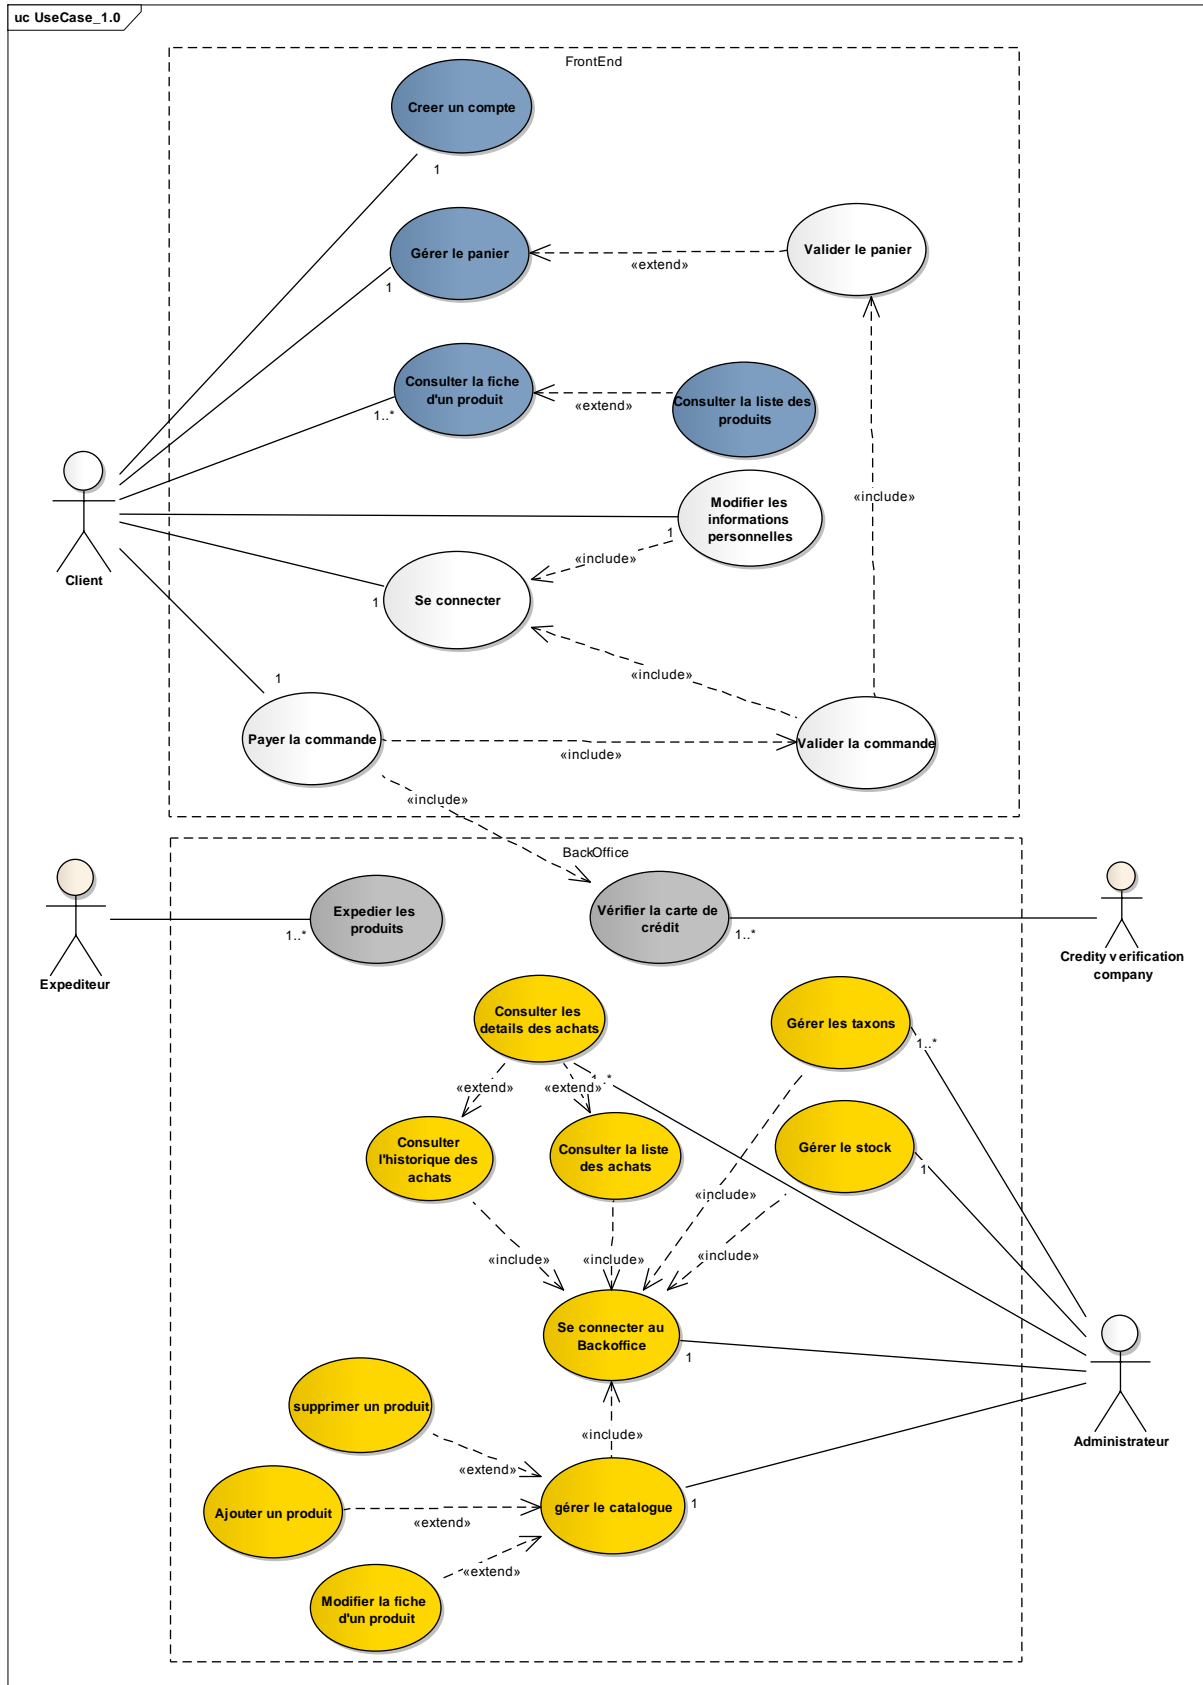 uc UseCase_1.0
FrontEnd
Creer un compte
1
Gérer le panier
1
«extend»
Valider le panier
Consulter la fiche
d'un produit
1..*
«extend»
Consulter la liste des
produits
«include»
Modifier les
informations
personnelles
1
«include»
Client
Se connecter
1
«include»
1
Payer la commande
«include»
Valider la commande
«include»
BackOffice
Expediteur
Expedier les
produits
1..*
Vérifier la carte de
crédit
1..*
Credity verification
company
Consulter les
details des achats
1..*
Gérer les taxons
1..*
«extend»
«extend»
Consulter
l'historique des
achats
Consulter la liste
des achats
Gérer le stock
1
«include»
«include»
«include»
«include»
Se connecter au
Backoffice
1
Administrateur
supprimer un produit
«include»
«extend»
Ajouter un produit
«extend»
gérer le catalogue
1
«extend»
Modifier la fiche
d'un produit